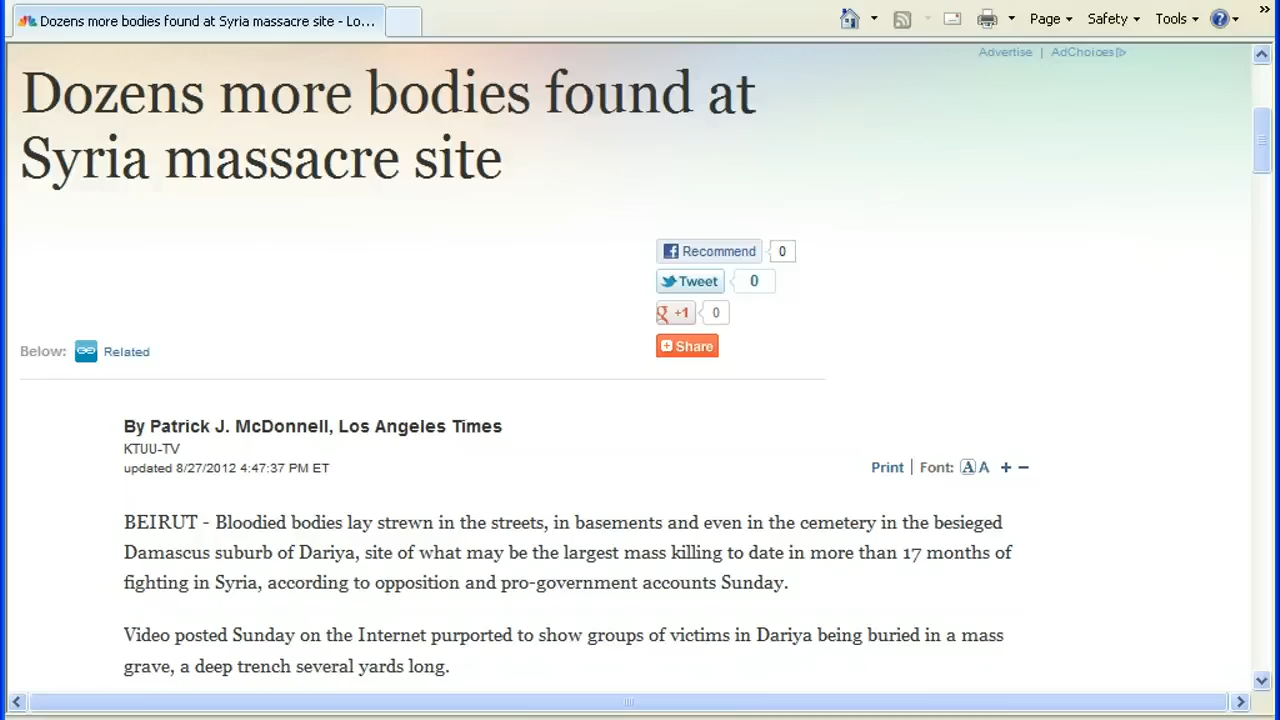 Dozens more bodies found at Syria massacre site - Lo...
Page
Safety
Tools
Advertise | AdChoices
Dozens more bodies found at
Syria massacre site
Recommend 0
Tweet 0
+1 0
Share
Below: Related
By Patrick J. McDonnell, Los Angeles Times
KTUU-TV
updated 8/27/2012 4:47:37 PM ET
Print | Font: A A + −
BEIRUT - Bloodied bodies lay strewn in the streets, in basements and even in the cemetery in the besieged
Damascus suburb of Dariya, site of what may be the largest mass killing to date in more than 17 months of
fighting in Syria, according to opposition and pro-government accounts Sunday.
Video posted Sunday on the Internet purported to show groups of victims in Dariya being buried in a mass
grave, a deep trench several yards long.